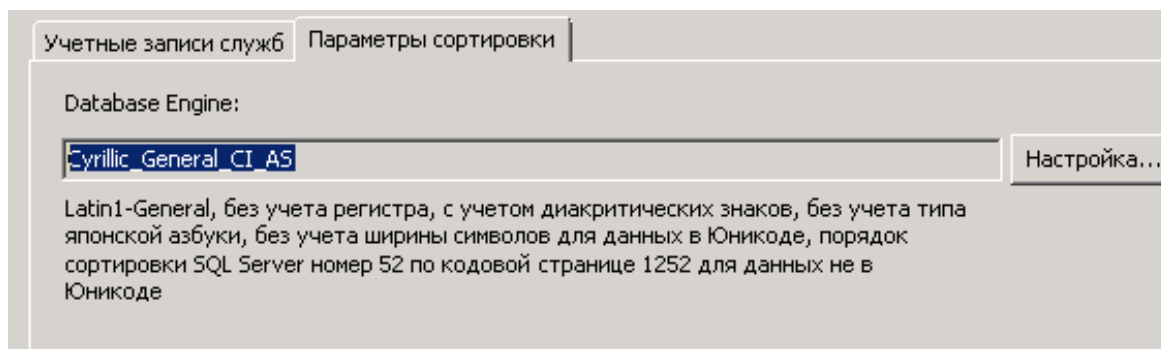 Учетные записи служб
Параметры сортировки
Database Engine:
Cyrillic_General_CI_AS
Настройка...
Latin1-General, без учета регистра, с учетом диакритических знаков, без учета типа
японской азбуки, без учета ширины символов для данных в Юникоде, порядок
сортировки SQL Server номер 52 по кодовой странице 1252 для данных не в
Юникоде